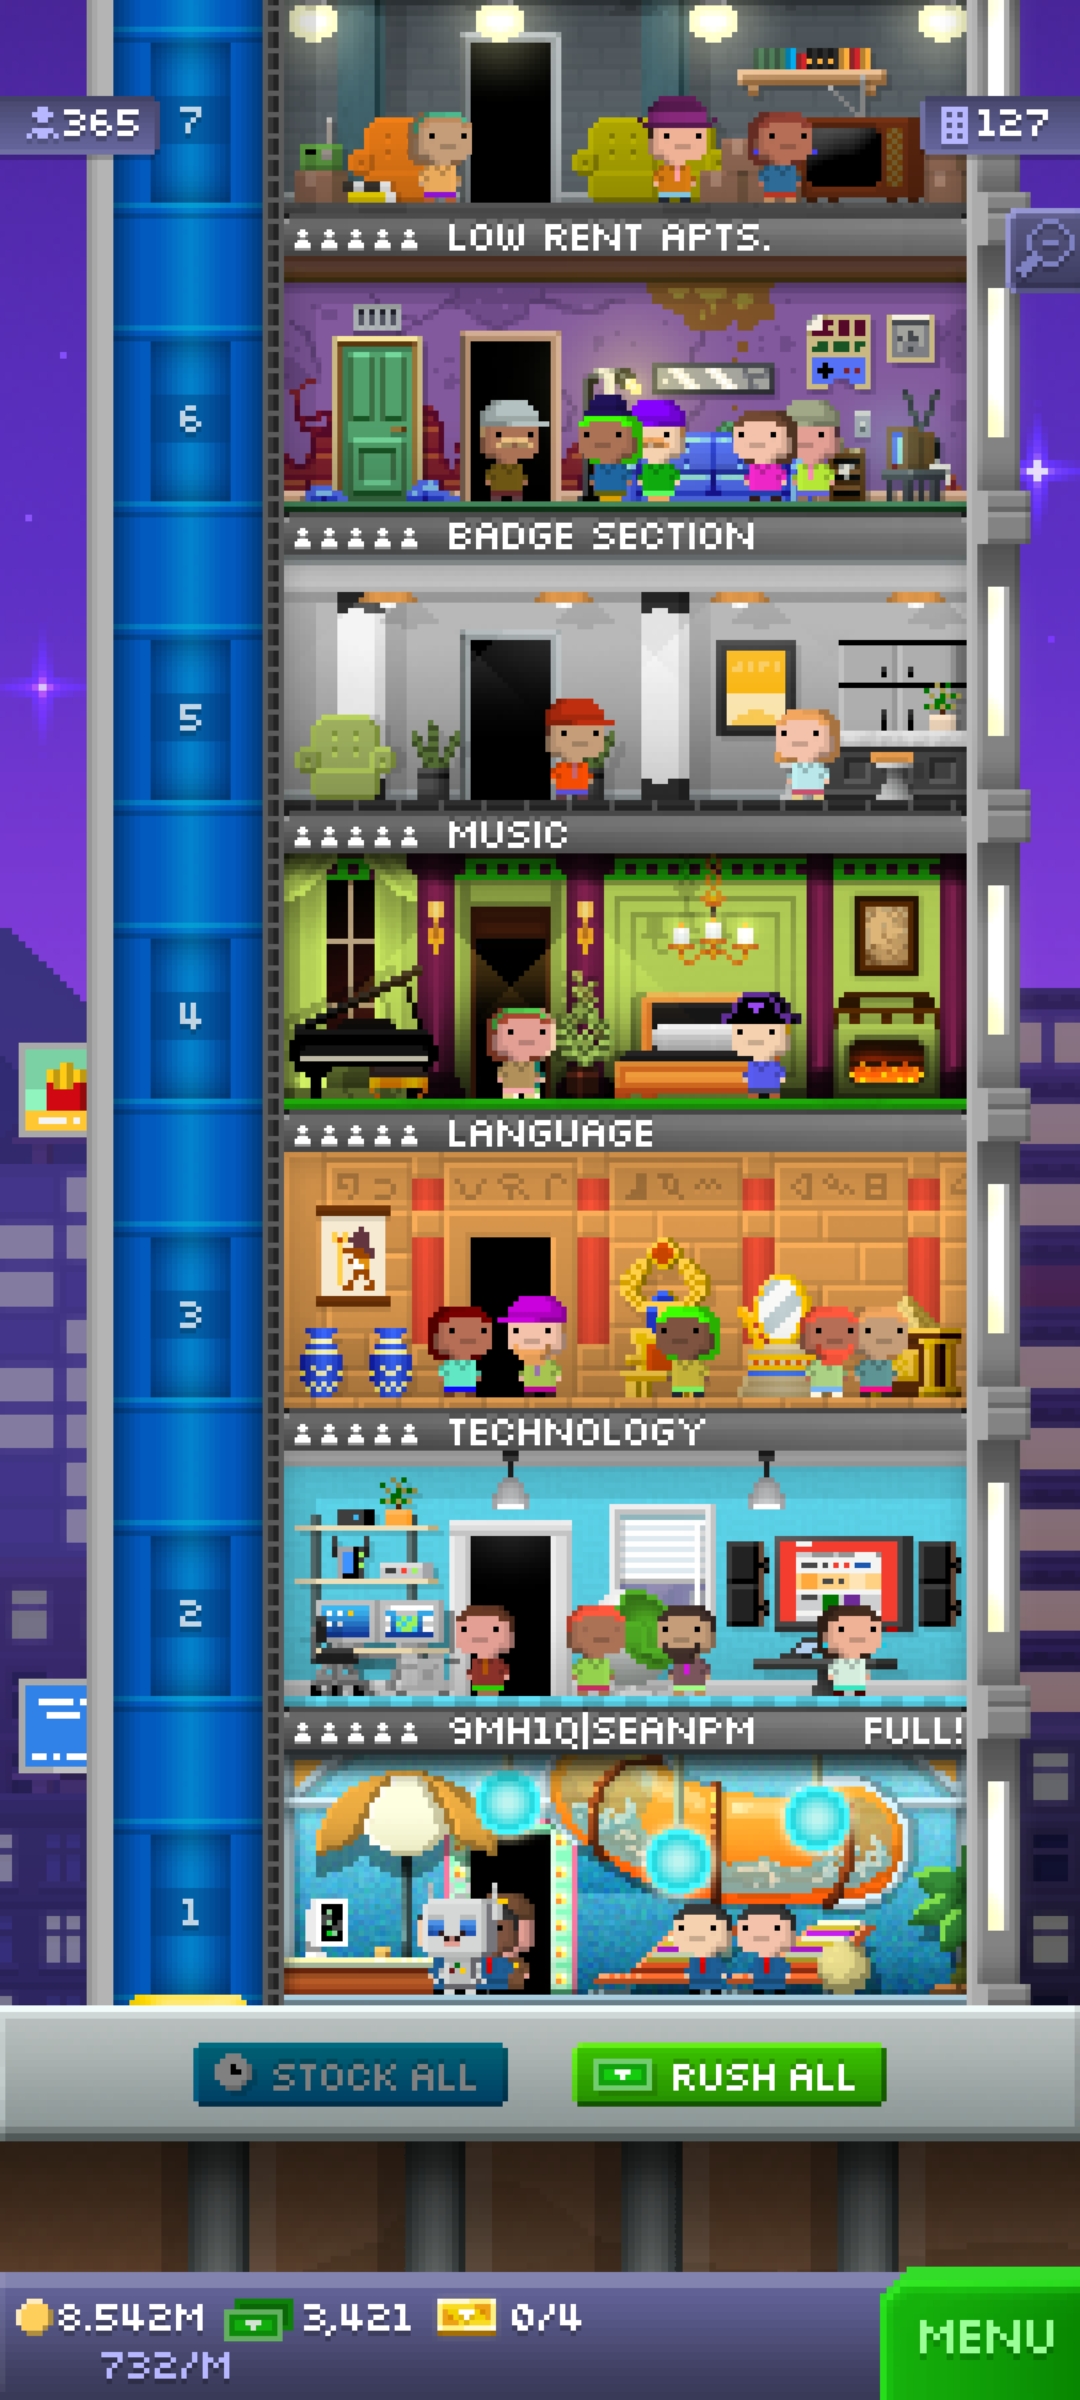 365
7
127
LOW RENT APTS.
6
BADGE SECTION
5
MUSIC
4
LANGUAGE
3
TECHNOLOGY
2
9MH1Q|SEANPM FULL!
1
STOCK ALL
RUSH ALL
8.542M 3,421 0/4
732/M
MENU